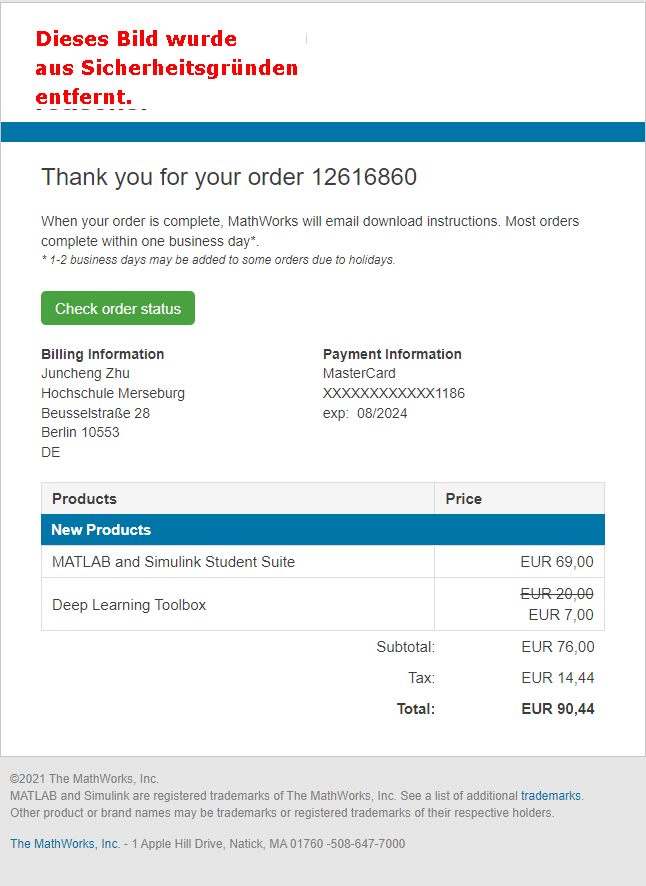 Dieses Bild wurde
aus Sicherheitsgründen
entfernt.
Thank you for your order 12616860
When your order is complete, MathWorks will email download instructions. Most orders
complete within one business day*.
* 1-2 business days may be added to some orders due to holidays.
Check order status
Billing Information
Juncheng Zhu
Hochschule Merseburg
Beusselstraße 28
Berlin 10553
DE
Payment Information
MasterCard
XXXXXXXXXXXX1186
exp: 08/2024
Products Price
New Products
MATLAB and Simulink Student Suite EUR 69,00
EUR 20,00
Deep Learning Toolbox
EUR 7,00
Subtotal: EUR 76,00
Tax: EUR 14,44
Total: EUR 90,44
©2021 The MathWorks, Inc.
MATLAB and Simulink are registered trademarks of The MathWorks, Inc. See a list of additional trademarks.
Other product or brand names may be trademarks or registered trademarks of their respective holders.
The MathWorks, Inc. - 1 Apple Hill Drive, Natick, MA 01760 -508-647-7000